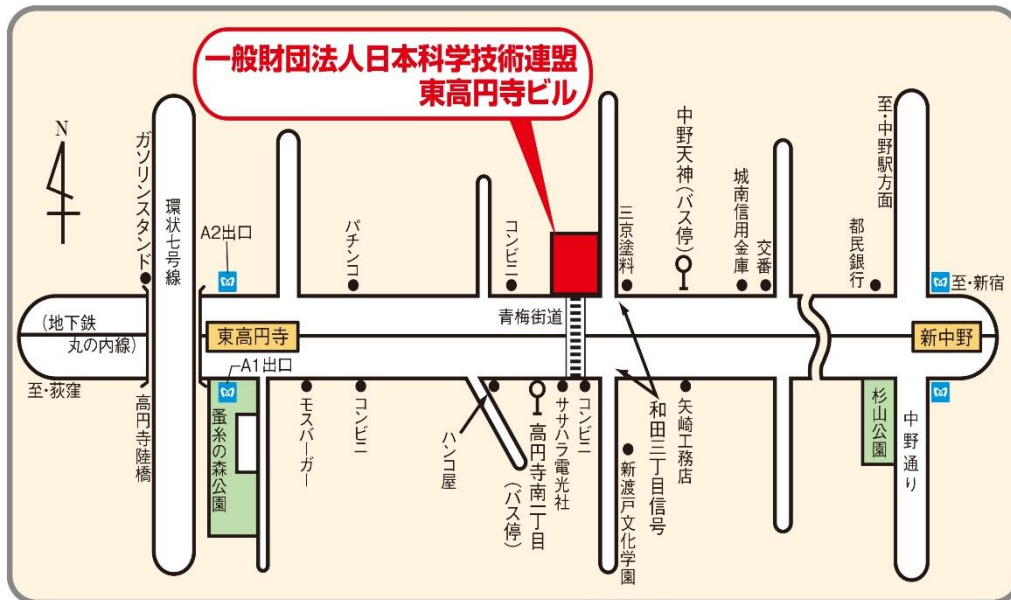 一般財団法人日本科学技術連盟
東高円寺ビル
N
ガソリンスタンド
環状七号線
A2出口
パチンコ
コンビニ
三京塗料
中野天神(バス停)
城南信用金庫
交番
都民銀行
至・中野駅方面
至・新宿
(地下鉄
丸の内線)
東高円寺
青梅街道
新中野
至・荻窪
高円寺陸橋
A1出口
蚕糸の森公園
モスバーガー
コンビニ
ハンコ屋
高円寺南一丁目
(バス停)
ササハラ電光社
コンビニ
新渡戸文化学園
和田三丁目信号
矢崎工務店
杉山公園
中野通り